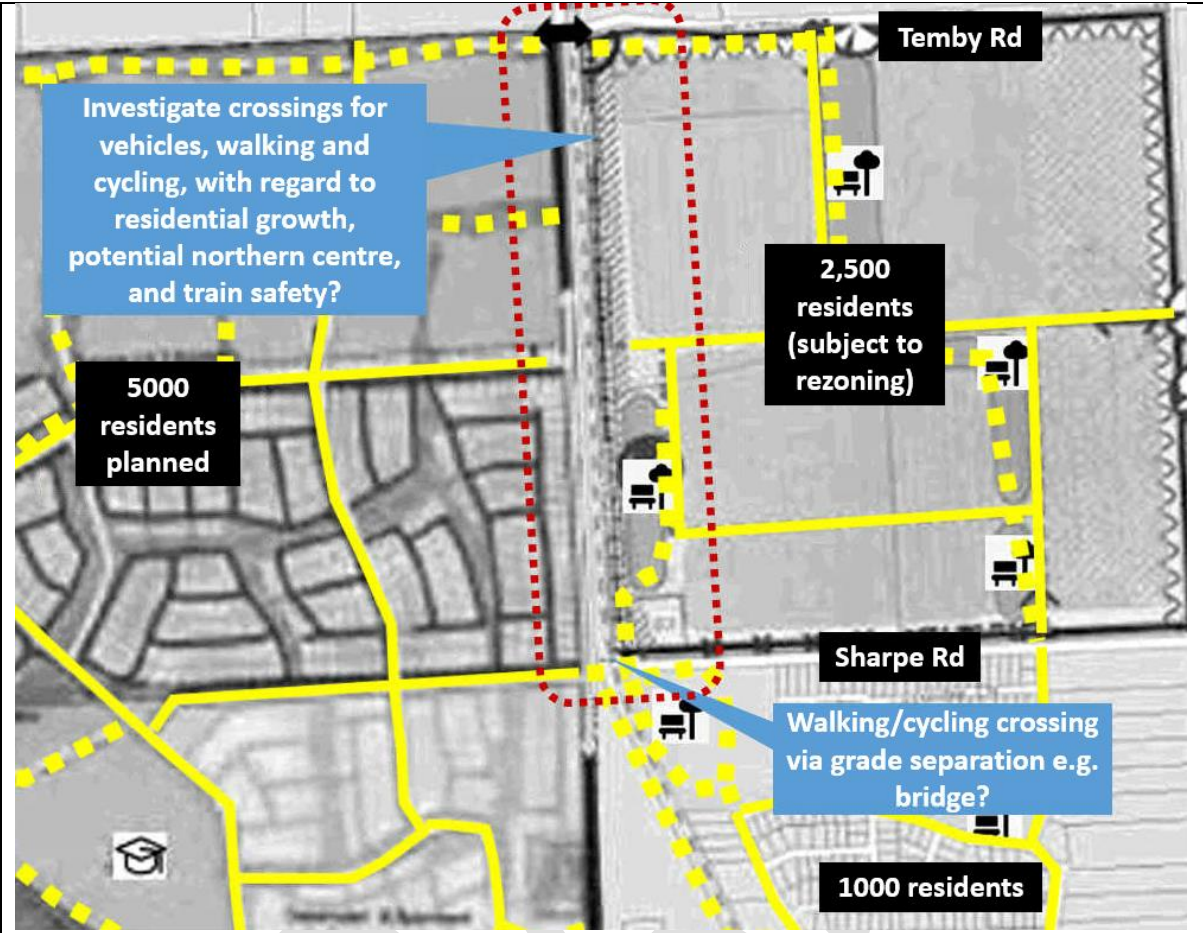 Temby Rd
Investigate crossings for
vehicles, walking and
cycling, with regard to
residential growth,
potential northern centre,
and train safety?
2,500
residents
(subject to
rezoning)
5000
residents
planned
Sharpe Rd
Walking/cycling crossing
via grade separation e.g.
bridge?
1000 residents